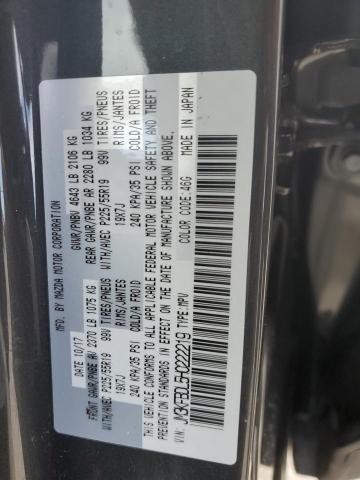 MFD. BY MAZDA MOTOR CORPORATION
GVWR/PNBV 4643 LB 2106 KG
DATE: 10/17
FRONT GAWR/PNBE AV 2370 LB 1075 KG REAR GAWR/PNBE AR 2280 LB 1034 KG
WITH/AVEC P225/55R19 99V TIRES/PNEUS WITH/AVEC P225/55R19 99V TIRES/PNEUS
19X7J RIMS/JANTES 19X7J RIMS/JANTES
240 KPA/35 PSI COLD/A FROID 240 KPA/35 PSI COLD/A FROID
THIS VEHICLE CONFORMS TO ALL APPLICABLE FEDERAL MOTOR VEHICLE SAFETY AND THEFT
PREVENTION STANDARDS IN EFFECT ON THE DATE OF MANUFACTURE SHOWN ABOVE.
VIN: TYPE:MPV COLOR/CODE: 46G MADE IN JAPAN